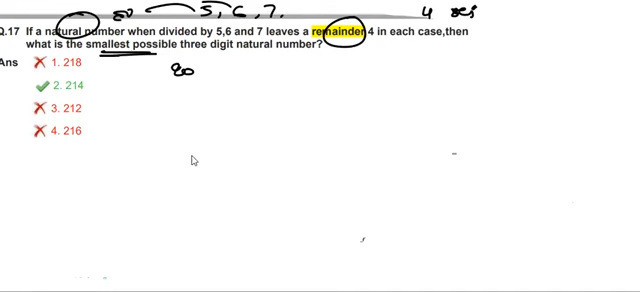 5, 6, 7. 4
Q.17 If a natural number when divided by 5,6 and 7 leaves a remainder 4 in each case,then
what is the smallest possible three digit natural number?
Ans 1. 218
2. 214
3. 212
4. 216